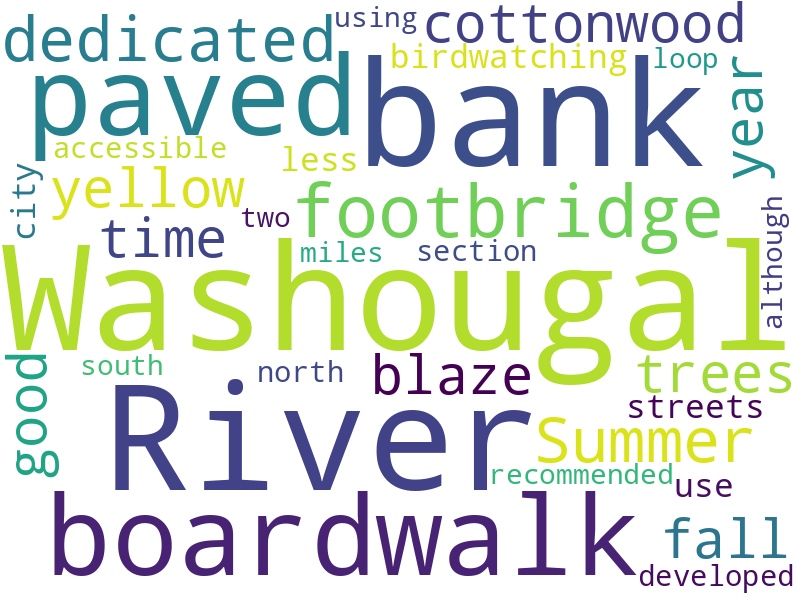 using
cottonwood
dedicated
birdwatching
loop
paved
bank
year
accessible
less
yellow
city
footbridge
two
time
although
miles
section
Washougal
south
north
blaze
trees
good
River
streets
Summer
recommended
use
boardwalk
fall
developed